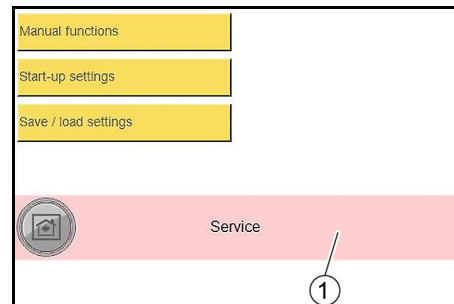 Manual functions
Start-up settings
Save / load settings
Service
1